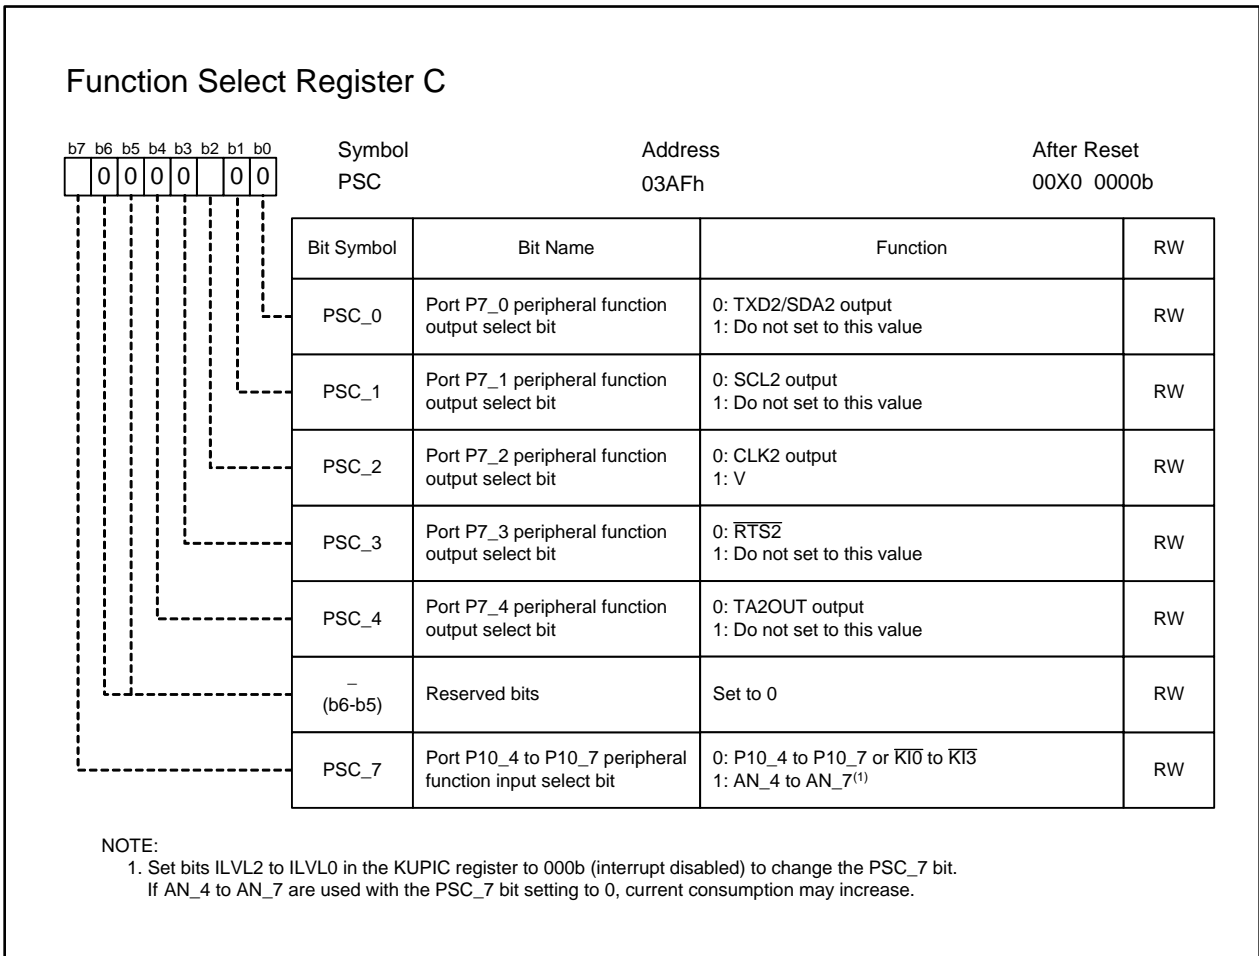 Function Select Register C
b7 b6 b5 b4 b3 b2 b1 b0
0 0 0 0 0 0
Symbol Address After Reset
PSC 03AFh 00X0 0000b
Bit Symbol Bit Name Function RW
PSC_0 Port P7_0 peripheral function output select bit 0: TXD2/SDA2 output 1: Do not set to this value RW
PSC_1 Port P7_1 peripheral function output select bit 0: SCL2 output 1: Do not set to this value RW
PSC_2 Port P7_2 peripheral function output select bit 0: CLK2 output 1: V RW
PSC_3 Port P7_3 peripheral function output select bit 0: R̅T̅S̅2̅ 1: Do not set to this value RW
PSC_4 Port P7_4 peripheral function output select bit 0: TA2OUT output 1: Do not set to this value RW
– (b6-b5) Reserved bits Set to 0 RW
PSC_7 Port P10_4 to P10_7 peripheral function input select bit 0: P10_4 to P10_7 or K̅I̅0̅ to K̅I̅3̅ 1: AN_4 to AN_7(1) RW
NOTE:
1. Set bits ILVL2 to ILVL0 in the KUPIC register to 000b (interrupt disabled) to change the PSC_7 bit.
If AN_4 to AN_7 are used with the PSC_7 bit setting to 0, current consumption may increase.